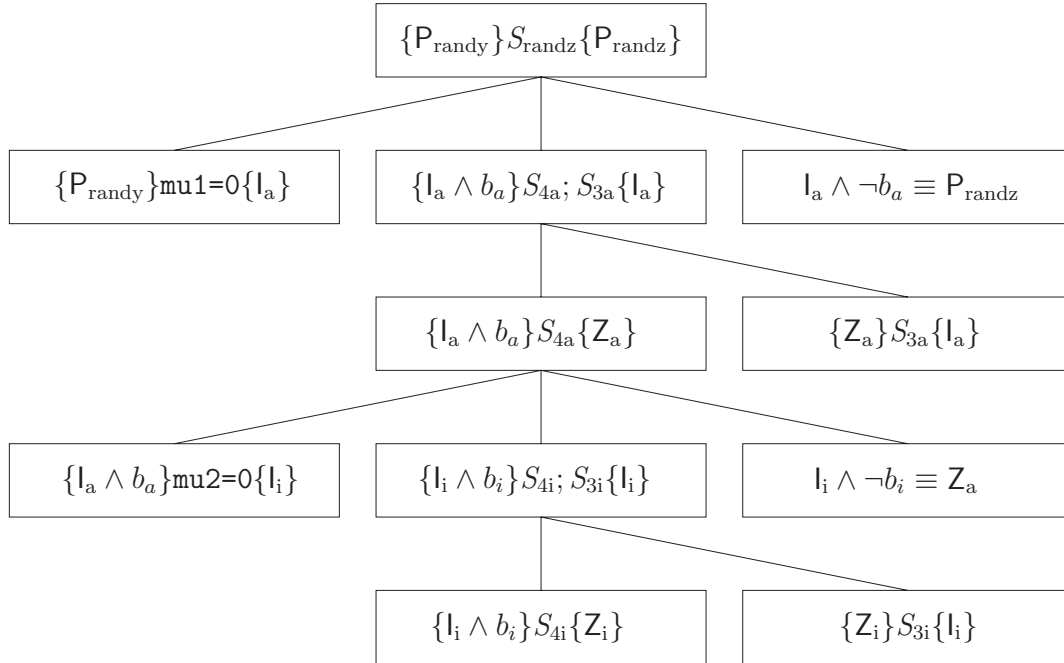 {P_randy}S_randz{P_randz}
{P_randy}mu1=0{I_a}
{I_a ∧ b_a}S_4a; S_3a{I_a}
I_a ∧ ¬b_a ≡ P_randz
{I_a ∧ b_a}S_4a{Z_a}
{Z_a}S_3a{I_a}
{I_a ∧ b_a}mu2=0{I_i}
{I_i ∧ b_i}S_4i; S_3i{I_i}
I_i ∧ ¬b_i ≡ Z_a
{I_i ∧ b_i}S_4i{Z_i}
{Z_i}S_3i{I_i}